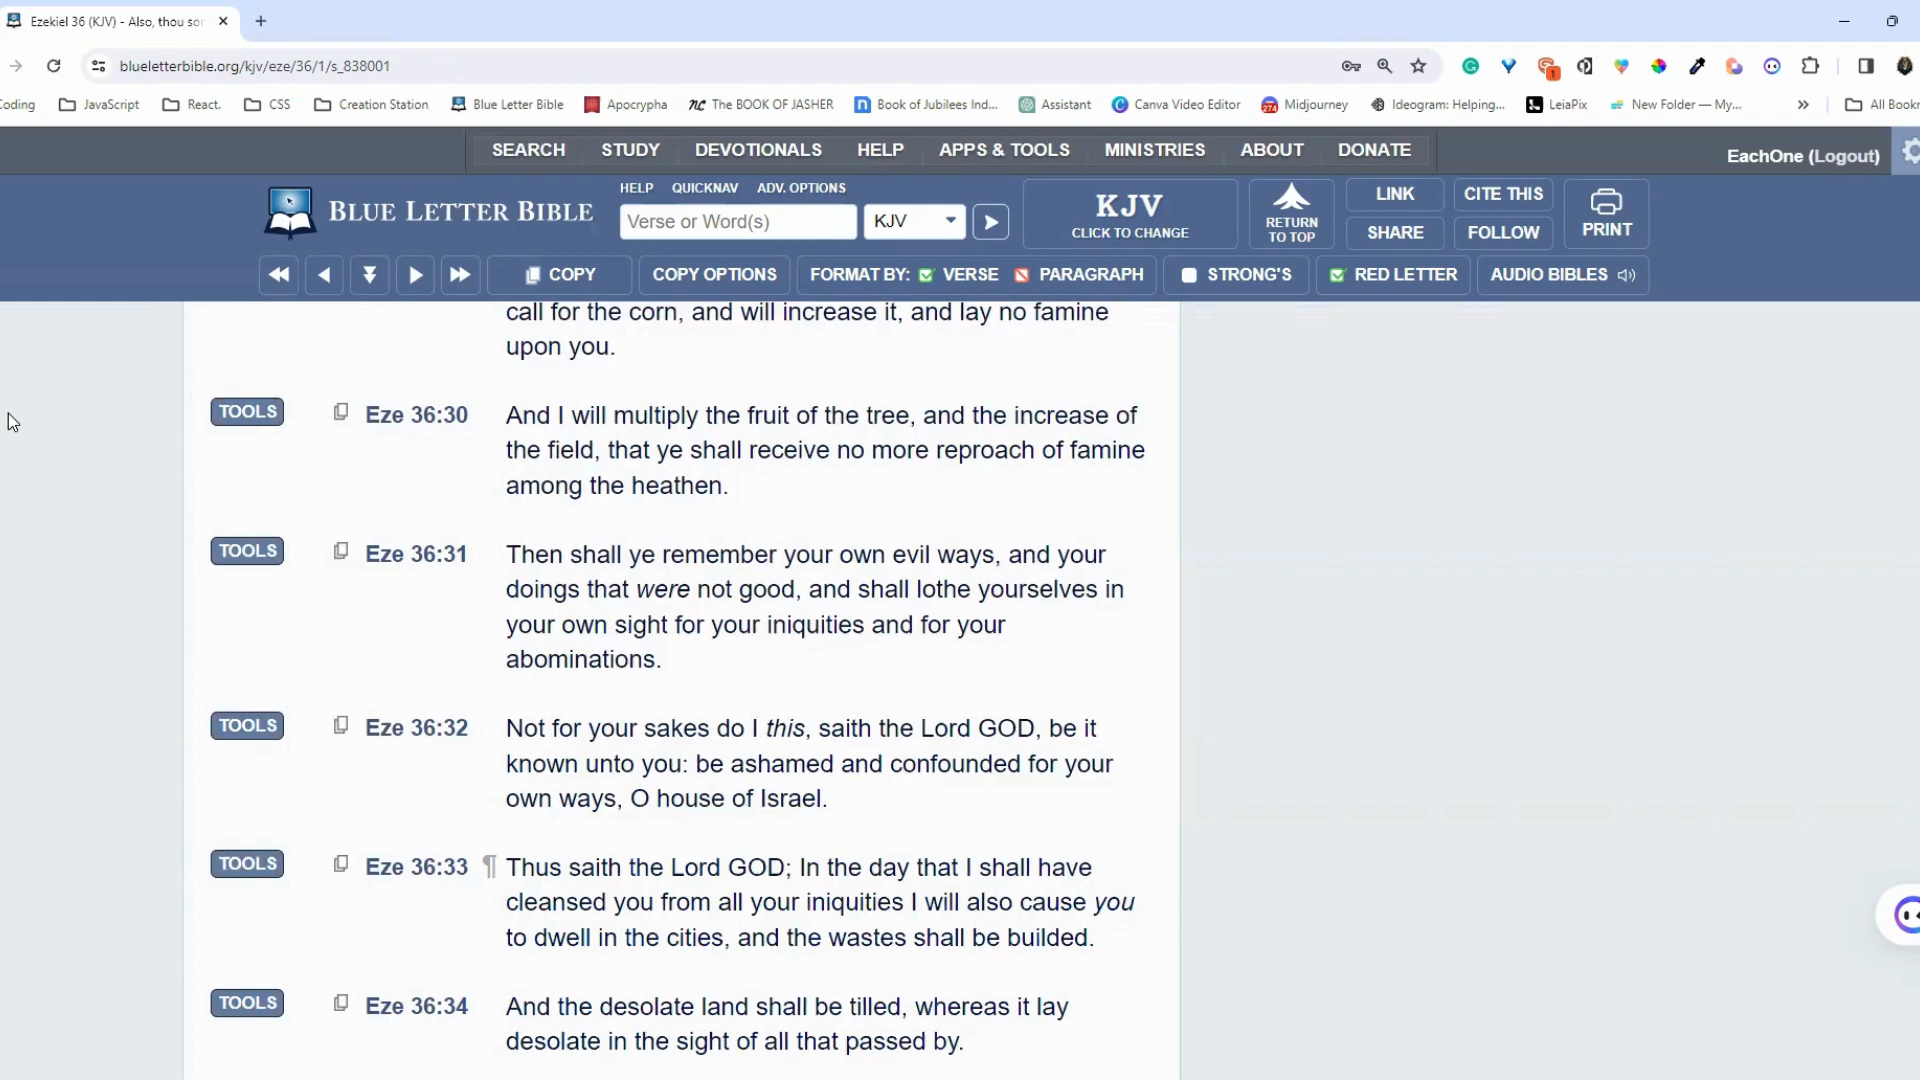 Ezekiel 36 (KJV) - Also, thou sor
blueletterbible.org/kjv/eze/36/1/s_838001
1
Coding JavaScript React. CSS Creation Station Blue Letter Bible Apocrypha The BOOK OF JASHER Book of Jubilees Ind... Assistant Canva Video Editor 274 Midjourney Ideogram: Helping... LeiaPix New Folder — My... All Bookr
SEARCH STUDY DEVOTIONALS HELP APPS & TOOLS MINISTRIES ABOUT DONATE
EachOne (Logout)
BLUE LETTER BIBLE
HELP QUICKNAV ADV. OPTIONS
Verse or Word(s) KJV
KJV
CLICK TO CHANGE
RETURN
TO TOP
LINK CITE THIS
SHARE FOLLOW
PRINT
COPY COPY OPTIONS FORMAT BY: VERSE PARAGRAPH STRONG'S RED LETTER AUDIO BIBLES
call for the corn, and will increase it, and lay no famine
upon you.
TOOLS Eze 36:30 And I will multiply the fruit of the tree, and the increase of
the field, that ye shall receive no more reproach of famine
among the heathen.
TOOLS Eze 36:31 Then shall ye remember your own evil ways, and your
doings that were not good, and shall lothe yourselves in
your own sight for your iniquities and for your
abominations.
TOOLS Eze 36:32 Not for your sakes do I this, saith the Lord GOD, be it
known unto you: be ashamed and confounded for your
own ways, O house of Israel.
TOOLS Eze 36:33 ¶ Thus saith the Lord GOD; In the day that I shall have
cleansed you from all your iniquities I will also cause you
to dwell in the cities, and the wastes shall be builded.
TOOLS Eze 36:34 And the desolate land shall be tilled, whereas it lay
desolate in the sight of all that passed by.